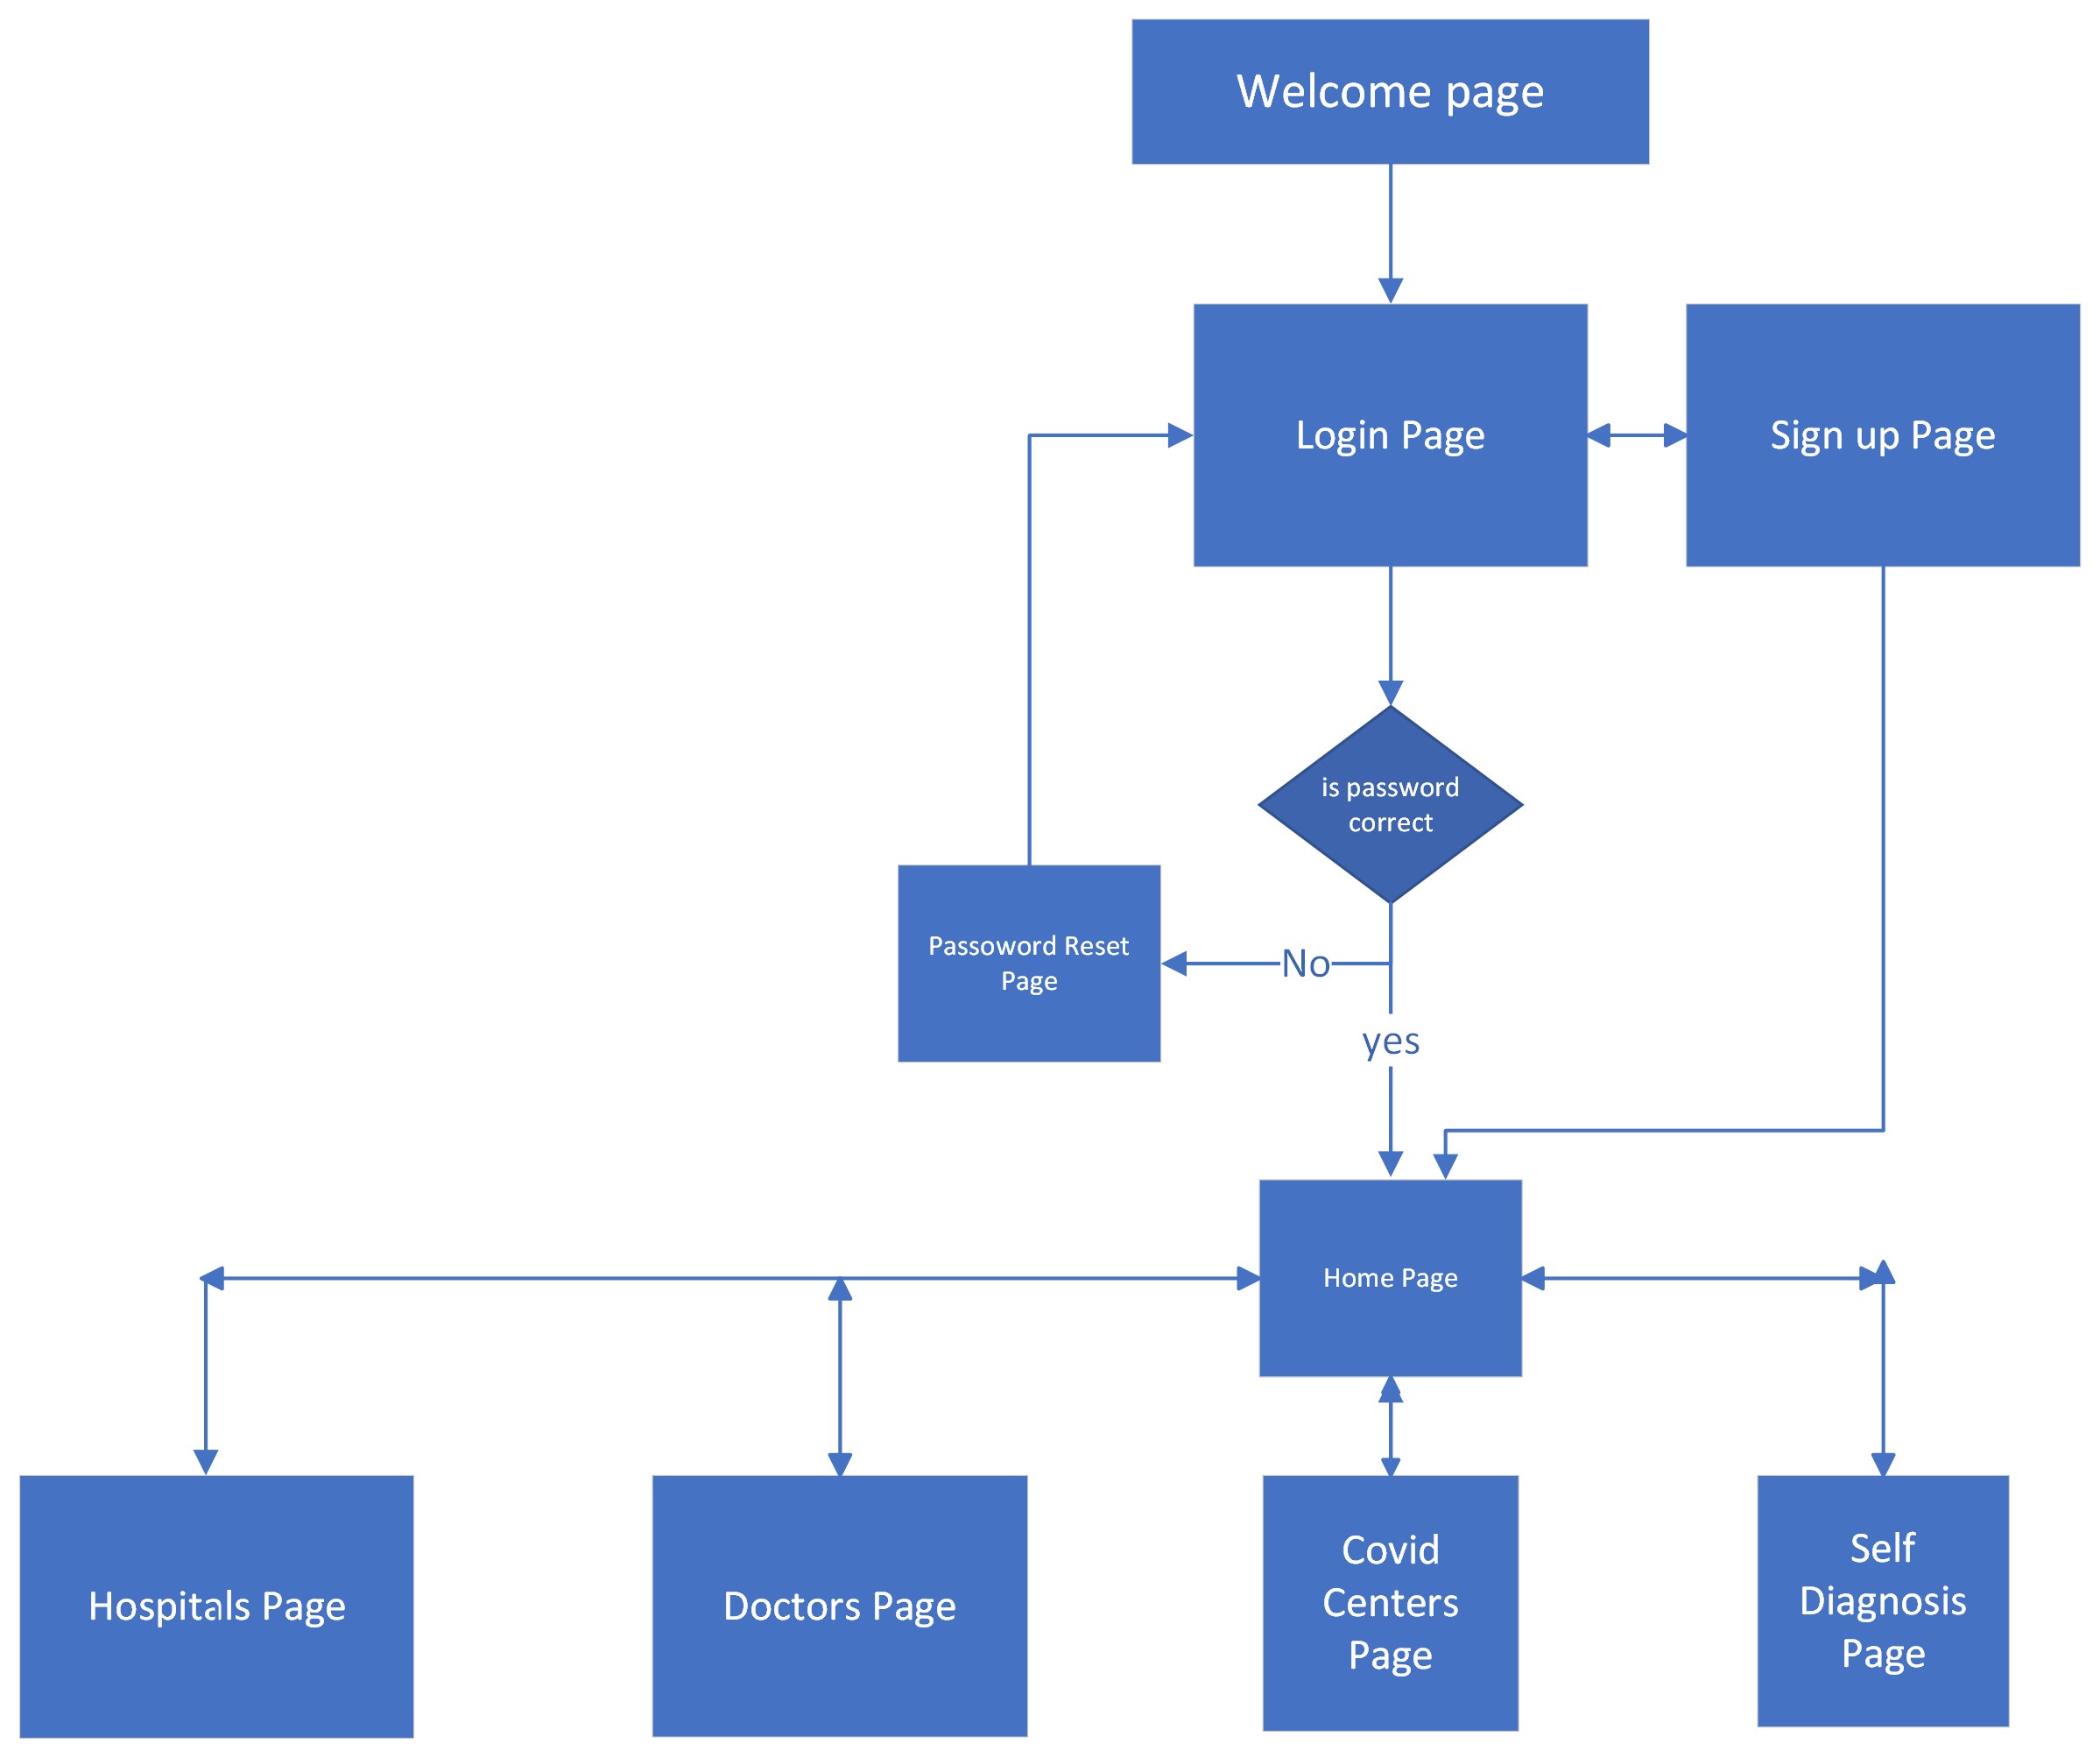 Welcome page
Login Page
Sign up Page
is password
correct
Passoword Reset
Page
No
yes
Home Page
Hospitals Page
Doctors Page
Covid
Centers
Page
Self
Diagnosis
Page